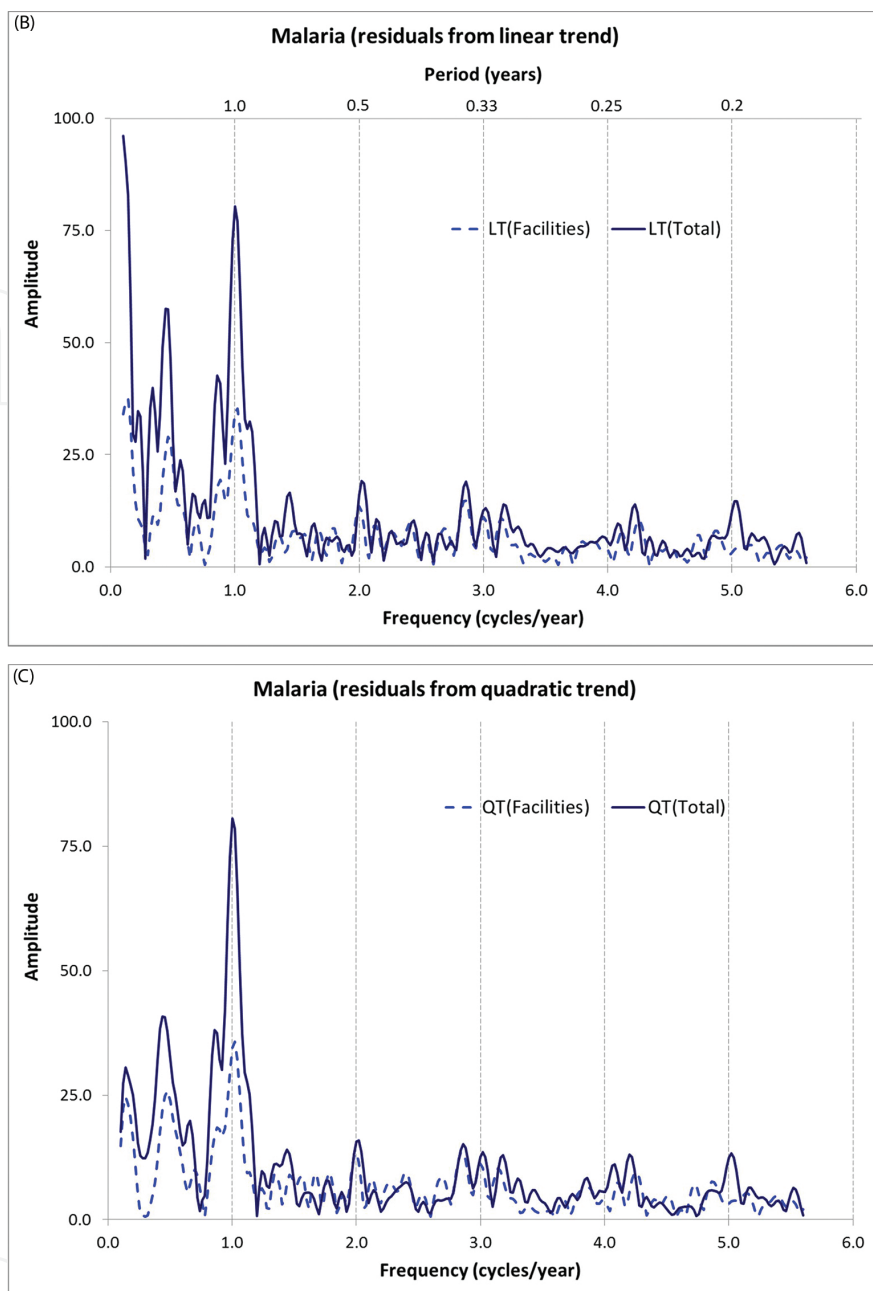 (B)
Malaria (residuals from linear trend)
Period (years)
1.0 0.5 0.33 0.25 0.2
100.0
LT(Facilities) LT(Total)
75.0
Amplitude
50.0
25.0
0.0
0.0 1.0 2.0 3.0 4.0 5.0 6.0
Frequency (cycles/year)
(C)
Malaria (residuals from quadratic trend)
100.0
QT(Facilities) QT(Total)
75.0
Amplitude
50.0
25.0
0.0
0.0 1.0 2.0 3.0 4.0 5.0 6.0
Frequency (cycles/year)